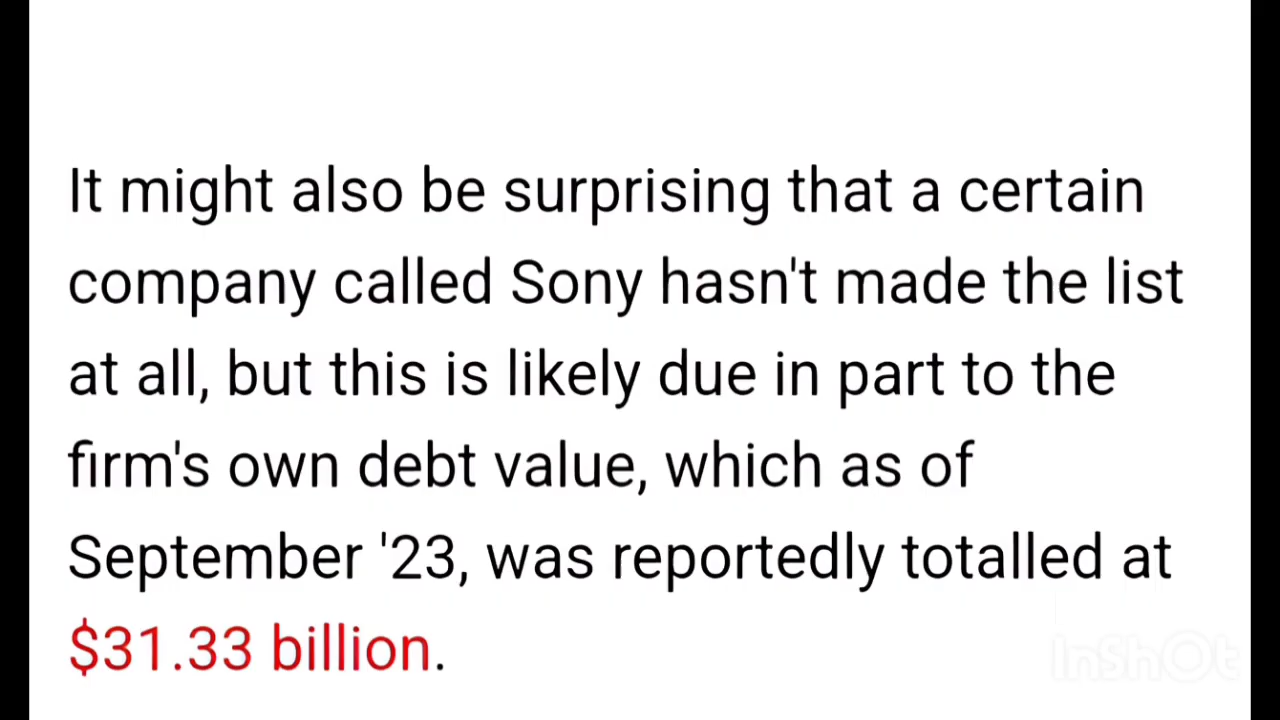 It might also be surprising that a certain
company called Sony hasn't made the list
at all, but this is likely due in part to the
firm's own debt value, which as of
September '23, was reportedly totalled at
$31.33 billion.
InShOt